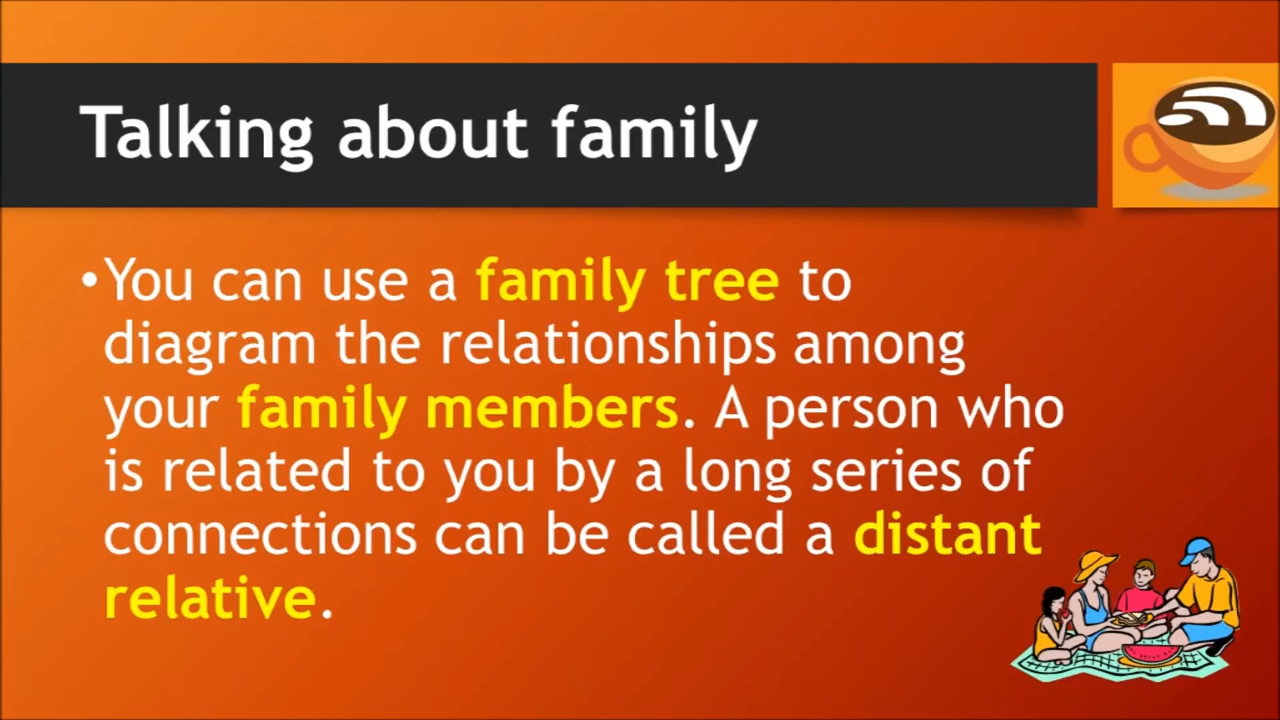 Talking about family
•You can use a family tree to
diagram the relationships among
your family members. A person who
is related to you by a long series of
connections can be called a distant
relative.